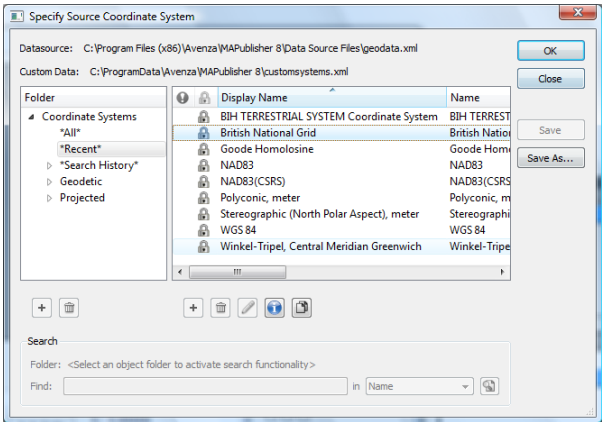 Specify Source Coordinate System
Datasource: C:\Program Files (x86)\Avenza\MAPublisher 8\Data Source Files\geodata.xml
OK
Custom Data: C:\ProgramData\Avenza\MAPublisher 8\customsystems.xml
Close
Folder
Display Name Name
Coordinate Systems
BIH TERRESTRIAL SYSTEM Coordinate System BIH TERREST
*All*
British National Grid British Nation
Save
*Recent*
Goode Homolosine Goode Hom
*Search History*
NAD83 NAD83
Save As...
Geodetic
NAD83(CSRS) NAD83(CSRS
Projected
Polyconic, meter Polyconic, m
Stereographic (North Polar Aspect), meter Stereographi
WGS 84 WGS 84
Winkel-Tripel, Central Meridian Greenwich Winkel-Tripe
Search
Folder: <Select an object folder to activate search functionality>
Find: in Name